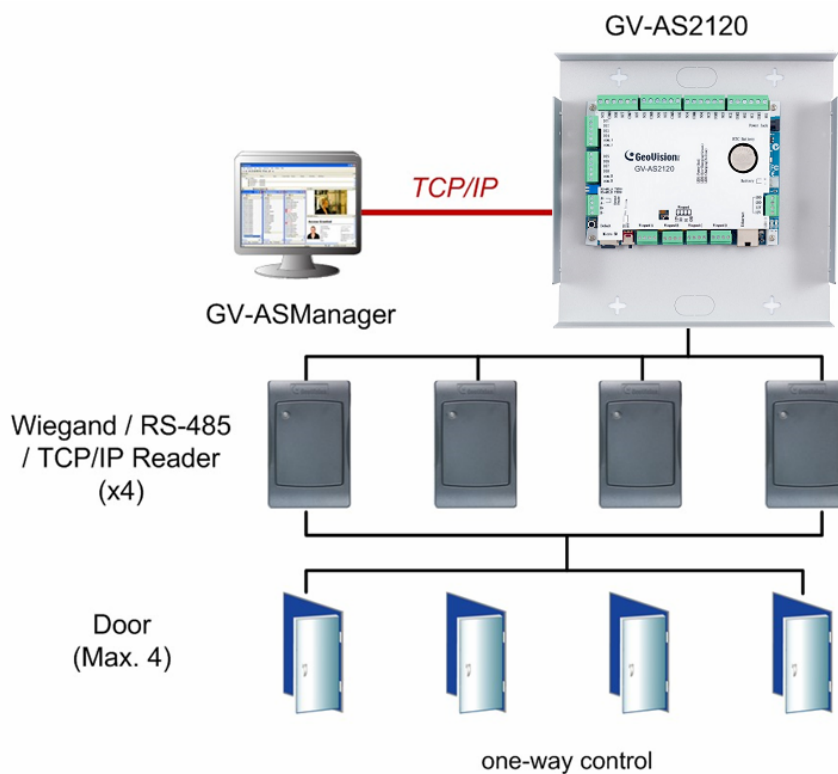 GV-AS2120
GeoVision
GV-AS2120
TCP/IP
GV-ASManager
Wiegand / RS-485
/ TCP/IP Reader
(x4)
Door
(Max. 4)
one-way control